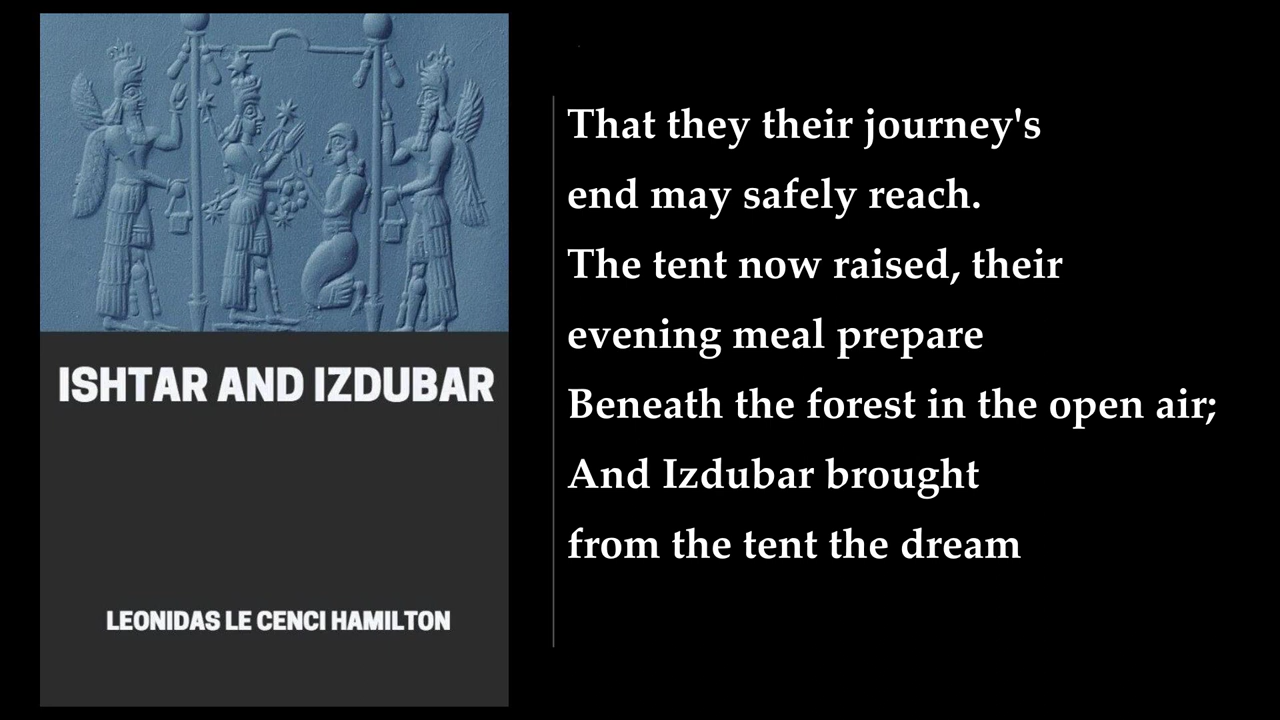 ISHTAR AND IZDUBAR
LEONIDAS LE CENCI HAMILTON
That they their journey's
end may safely reach.
The tent now raised, their
evening meal prepare
Beneath the forest in the open air;
And Izdubar brought
from the tent the dream